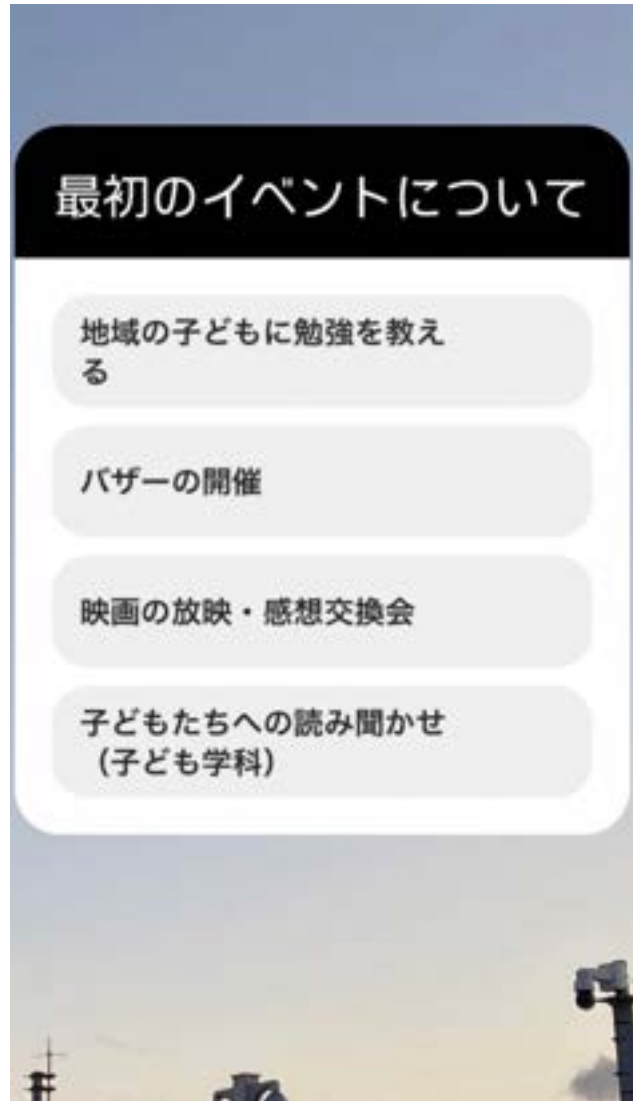 最初のイベントについて
地域の子どもに勉強を教え
る
バザーの開催
映画の放映・感想交換会
子どもたちへの読み聞かせ
（子ども学科）